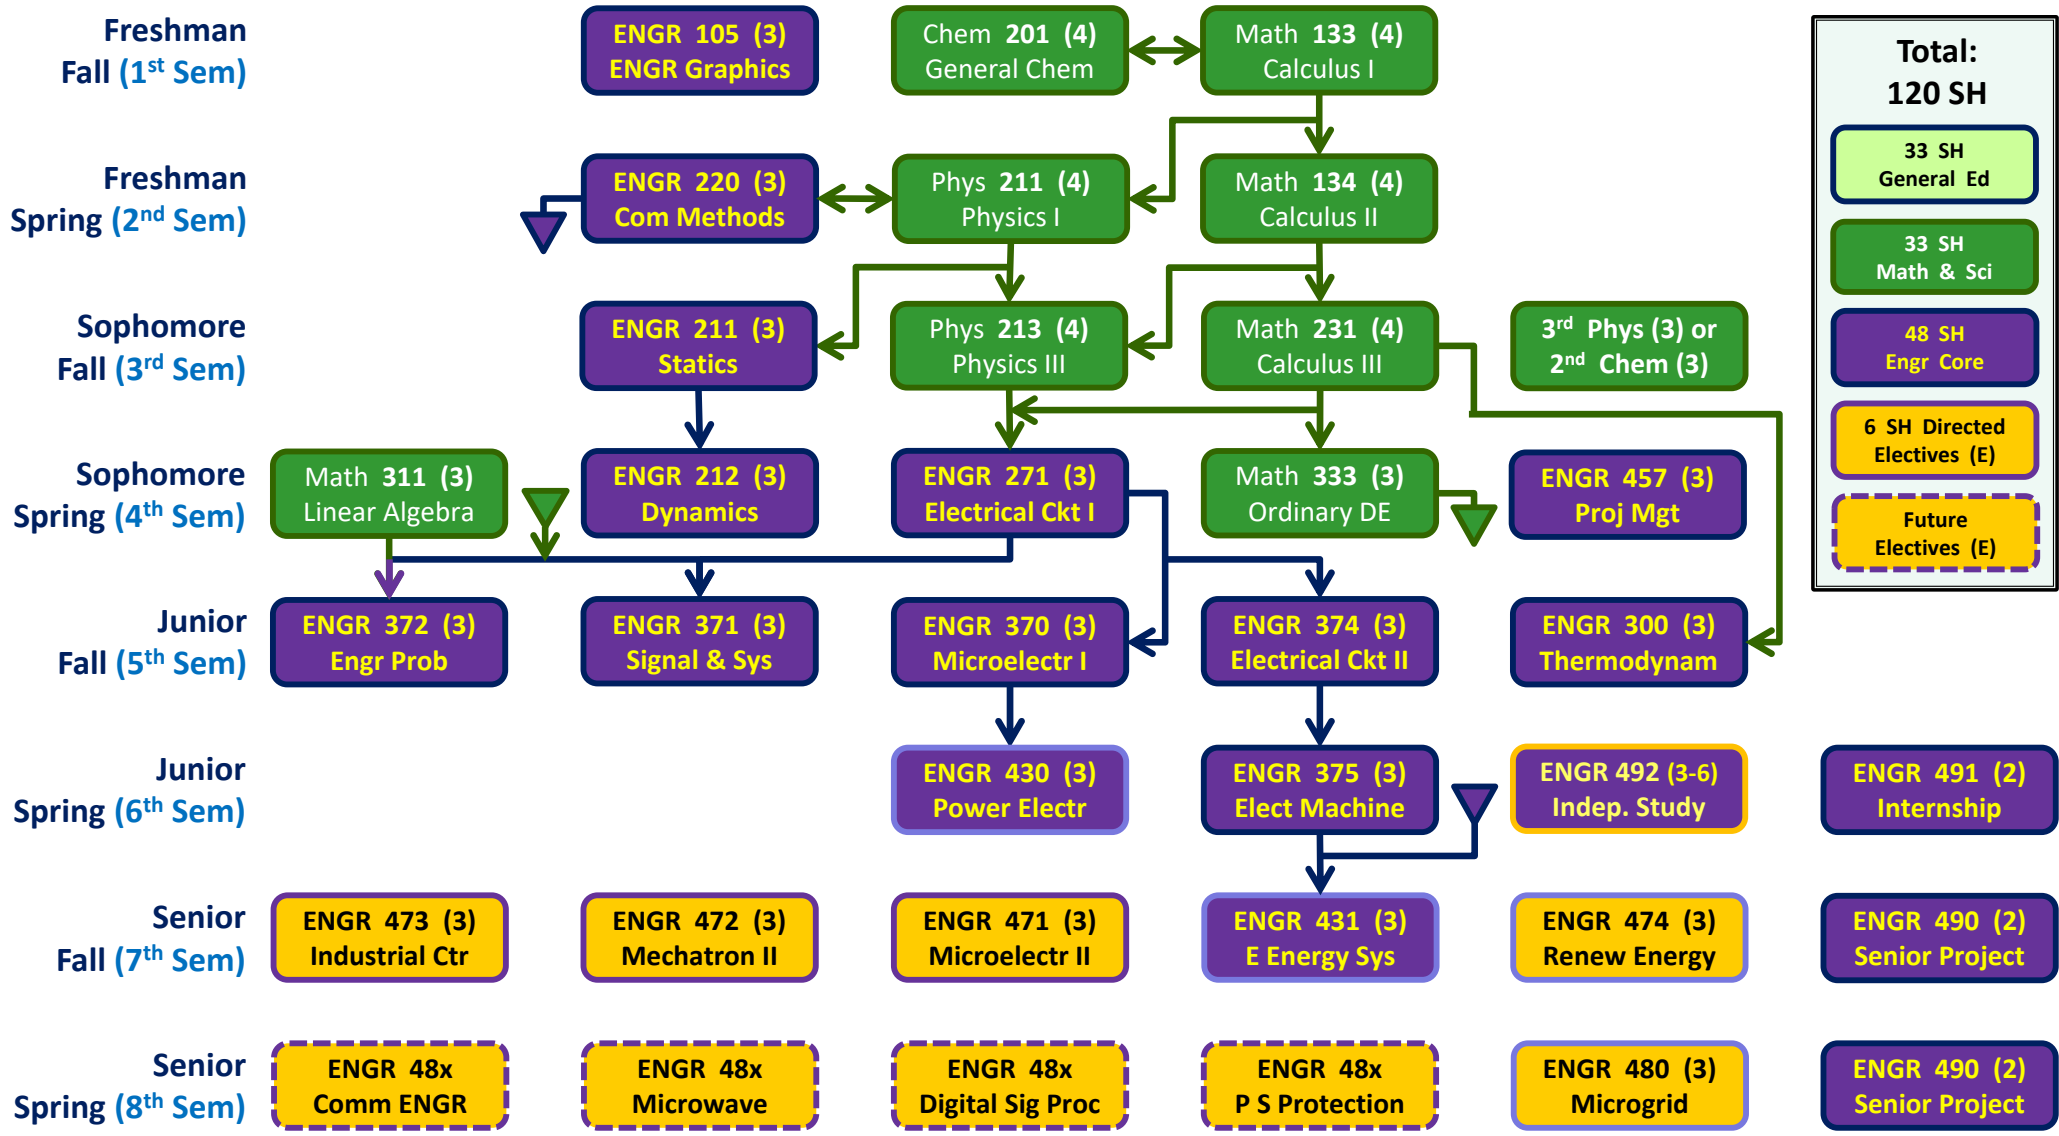 Freshman
Fall (1st Sem)
ENGR 105 (3)
ENGR Graphics
Chem 201 (4)
General Chem
Math 133 (4)
Calculus I
Total:
120 SH
33 SH
General Ed
33 SH
Math & Sci
48 SH
Engr Core
6 SH Directed
Electives (E)
Future
Electives (E)
Freshman
Spring (2nd Sem)
ENGR 220 (3)
Com Methods
Phys 211 (4)
Physics I
Math 134 (4)
Calculus II
Sophomore
Fall (3rd Sem)
ENGR 211 (3)
Statics
Phys 213 (4)
Physics III
Math 231 (4)
Calculus III
3rd Phys (3) or
2nd Chem (3)
Sophomore
Spring (4th Sem)
Math 311 (3)
Linear Algebra
ENGR 212 (3)
Dynamics
ENGR 271 (3)
Electrical Ckt I
Math 333 (3)
Ordinary DE
ENGR 457 (3)
Proj Mgt
Junior
Fall (5th Sem)
ENGR 372 (3)
Engr Prob
ENGR 371 (3)
Signal & Sys
ENGR 370 (3)
Microelectr I
ENGR 374 (3)
Electrical Ckt II
ENGR 300 (3)
Thermodynam
Junior
Spring (6th Sem)
ENGR 430 (3)
Power Electr
ENGR 375 (3)
Elect Machine
ENGR 492 (3-6)
Indep. Study
ENGR 491 (2)
Internship
Senior
Fall (7th Sem)
ENGR 473 (3)
Industrial Ctr
ENGR 472 (3)
Mechatron II
ENGR 471 (3)
Microelectr II
ENGR 431 (3)
E Energy Sys
ENGR 474 (3)
Renew Energy
ENGR 490 (2)
Senior Project
Senior
Spring (8th Sem)
ENGR 48x
Comm ENGR
ENGR 48x
Microwave
ENGR 48x
Digital Sig Proc
ENGR 48x
P S Protection
ENGR 480 (3)
Microgrid
ENGR 490 (2)
Senior Project